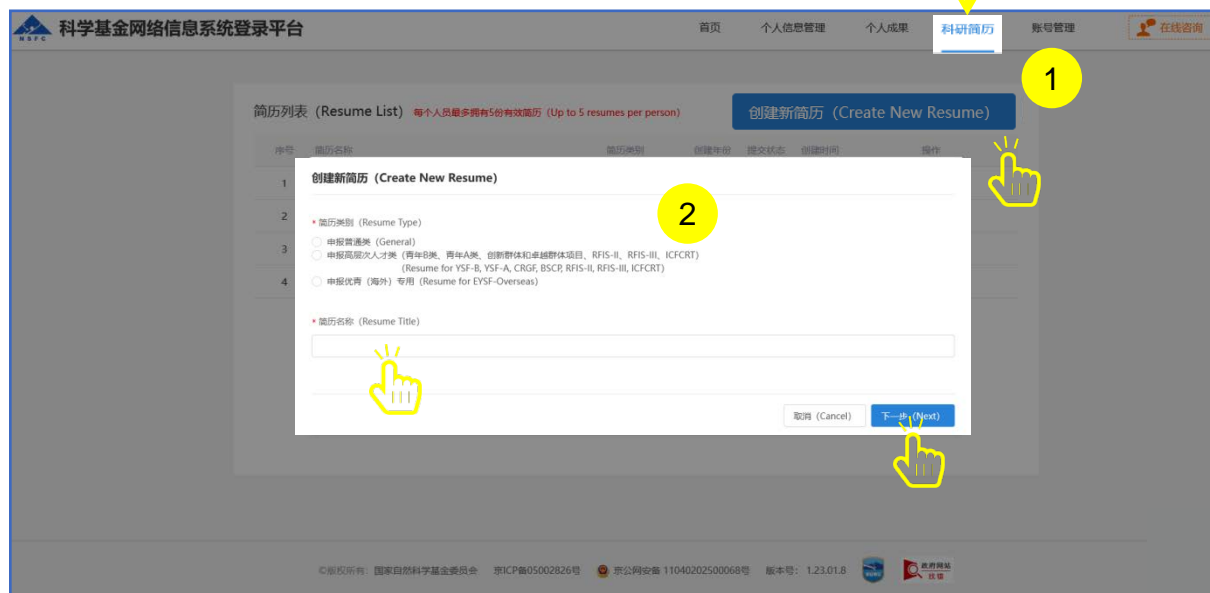 NSFC 科学基金网络信息系统登录平台 首页 个人信息管理 个人成果 科研简历 账号管理 在线咨询
1
简历列表（Resume List） 每个人员最多拥有5份有效简历（Up to 5 resumes per person） 创建新简历（Create New Resume）
序号 简历名称 简历类别 创建年份 提交状态 创建时间 操作
1
2
3
4
创建新简历（Create New Resume）
2
* 简历类别（Resume Type）
申报普通类（General）
申报高层次人才类（青年B类、青年A类、创新群体和卓越群体项目、RFIS-II、RFIS-III、ICFCRT）
(Resume for YSF-B, YSF-A, CRGF, BSCP, RFIS-II, RFIS-III, ICFCRT)
申报优青（海外）专用（Resume for EYSF-Overseas）
* 简历名称（Resume Title）
取消（Cancel） 下一步（Next）
©版权所有：国家自然科学基金委员会 京ICP备05002826号 京公网安备 11040202500068号 版本号：1.23.01.8 政府网站
找错